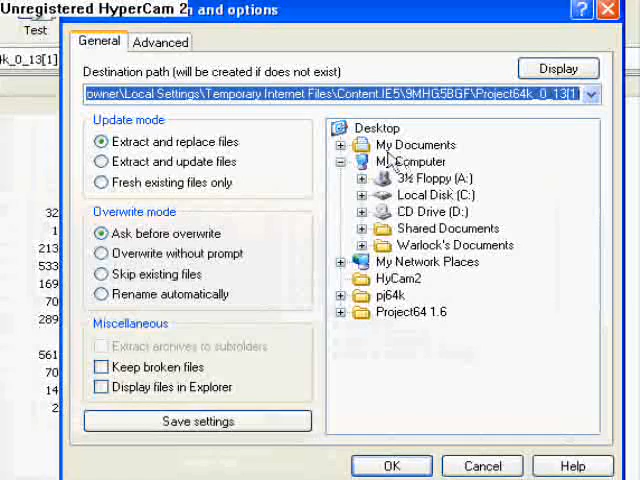 Unregistered HyperCam 2
n and options
Test
4k_0_13[1]
General
Advanced
Destination path (will be created if does not exist)
Display
owner\Local Settings\Temporary Internet Files\Content.IE5\9MHG5BGF\Project64k_0_13[1]
Update mode
Extract and replace files
Extract and update files
Fresh existing files only
Overwrite mode
Ask before overwrite
Overwrite without prompt
Skip existing files
Rename automatically
Miscellaneous
Extract archives to subfolders
Keep broken files
Display files in Explorer
Save settings
Desktop
My Documents
My Computer
3½ Floppy (A:)
Local Disk (C:)
CD Drive (D:)
Shared Documents
Warlock's Documents
My Network Places
HyCam2
pj64k
Project64 1.6
32
1
213
533
169
70
289
561
70
14
2
OK
Cancel
Help